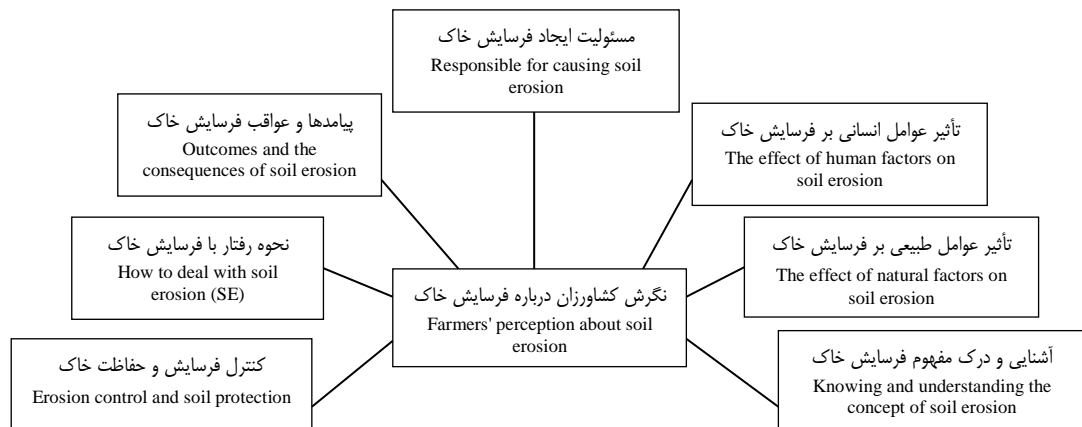 مسئولیت ایجاد فرسایش خاک
Responsible for causing soil
erosion
پیامدها و عواقب فرسایش خاک
Outcomes and the
consequences of soil erosion
تأثیر عوامل انسانی بر فرسایش خاک
The effect of human factors on
soil erosion
نحوه رفتار با فرسایش خاک
How to deal with soil
erosion (SE)
تأثیر عوامل طبیعی بر فرسایش خاک
The effect of natural factors on
soil erosion
نگرش کشاورزان درباره فرسایش خاک
Farmers' perception about soil
erosion
کنترل فرسایش و حفاظت خاک
Erosion control and soil protection
آشنایی و درک مفهوم فرسایش خاک
Knowing and understanding the
concept of soil erosion